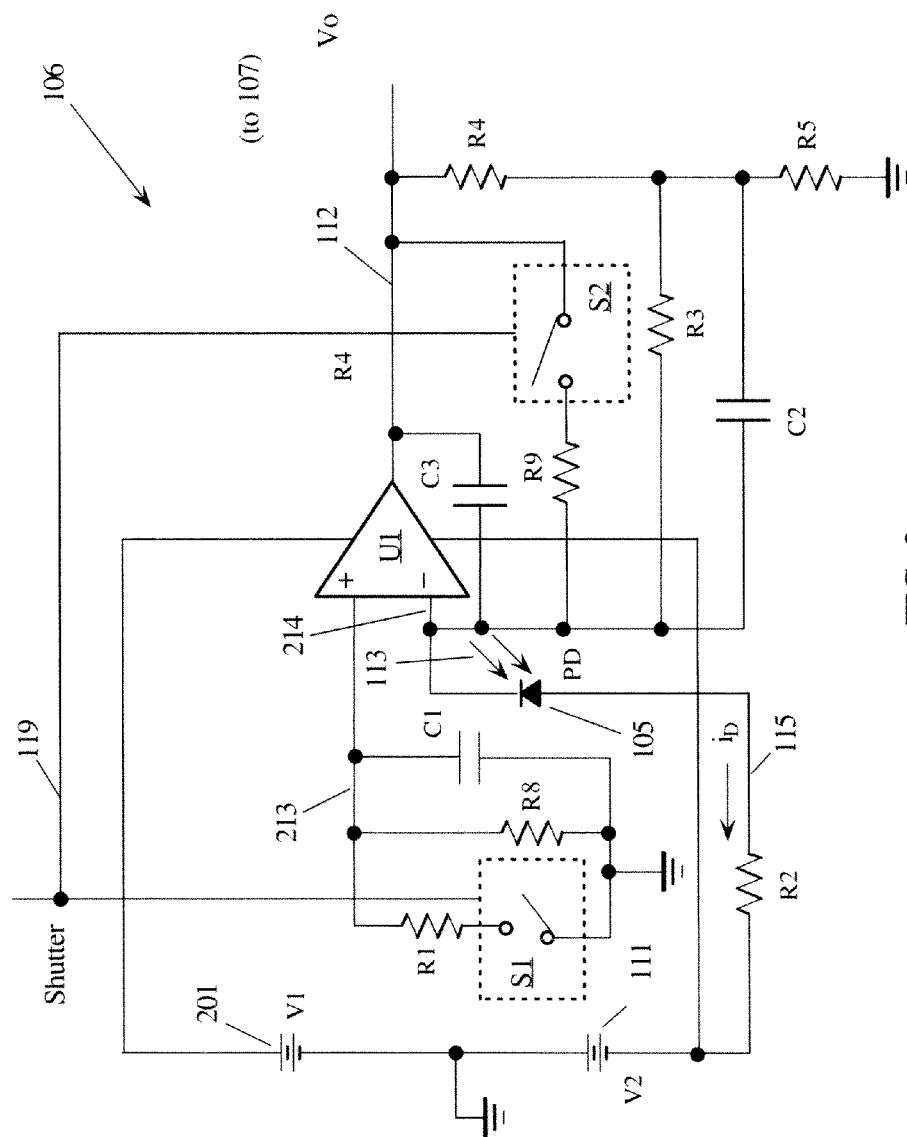 106
(to 107)
Vo
119
Shutter
112
R4
R4
R5
S2
R3
R9
C3
C2
U1
+
−
214
113
PD
105
C1
213
R8
iD
115
R2
R1
S1
111
201
V1
V2